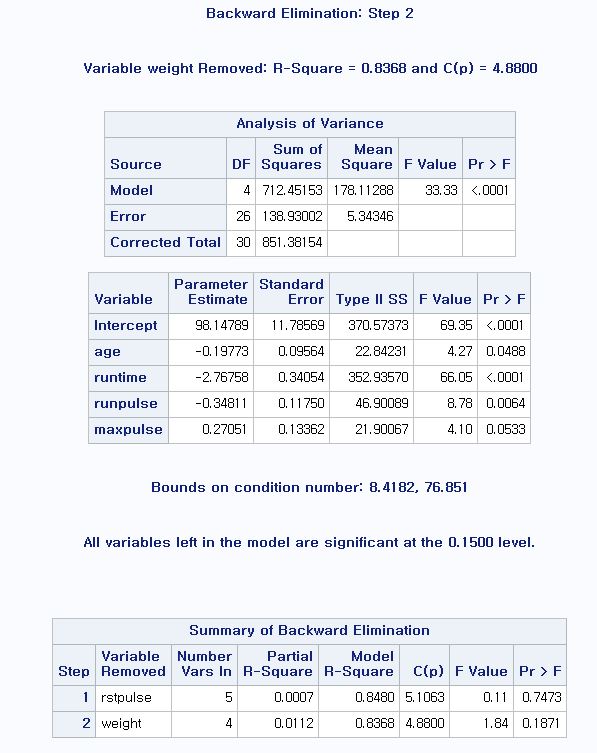 Backward Elimination: Step 2
Variable weight Removed: R-Square = 0.8368 and C(p) = 4.8800
Analysis of Variance
Source DF Sum of Squares Mean Square F Value Pr > F
Model 4 712.45153 178.11288 33.33 <.0001
Error 26 138.93002 5.34346
Corrected Total 30 851.38154
Variable Parameter Estimate Standard Error Type II SS F Value Pr > F
Intercept 98.14789 11.78569 370.57373 69.35 <.0001
age -0.19773 0.09564 22.84231 4.27 0.0488
runtime -2.76758 0.34054 352.93570 66.05 <.0001
runpulse -0.34811 0.11750 46.90089 8.78 0.0064
maxpulse 0.27051 0.13362 21.90067 4.10 0.0533
Bounds on condition number: 8.4182, 76.851
All variables left in the model are significant at the 0.1500 level.
Summary of Backward Elimination
Step Variable Removed Number Vars In Partial R-Square Model R-Square C(p) F Value Pr > F
1 rstpulse 5 0.0007 0.8480 5.1063 0.11 0.7473
2 weight 4 0.0112 0.8368 4.8800 1.84 0.1871